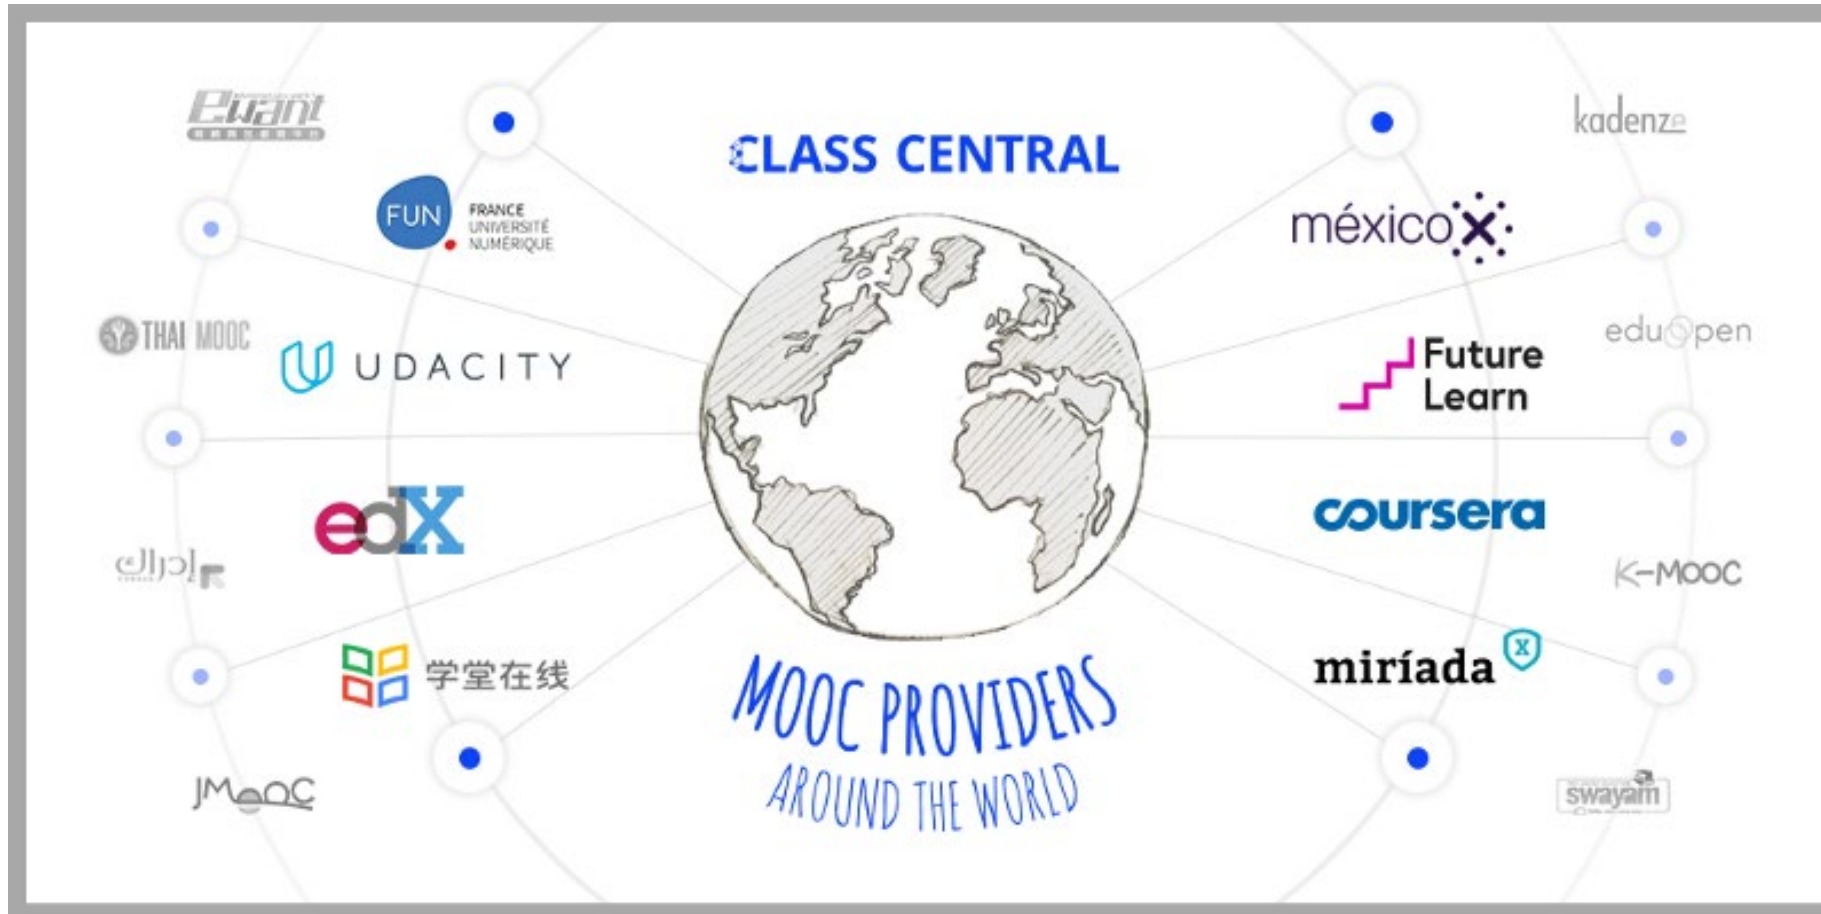 CLASS CENTRAL
ewant
FUN
FRANCE
UNIVERSITÉ
NUMÉRIQUE
THAI MOOC
UDACITY
edX
إدراك
学堂在线
JMOOC
kadenze
méxicoX
eduOpen
Future
Learn
coursera
K-MOOC
miríada X
swayam
MOOC PROVIDERS
AROUND THE WORLD